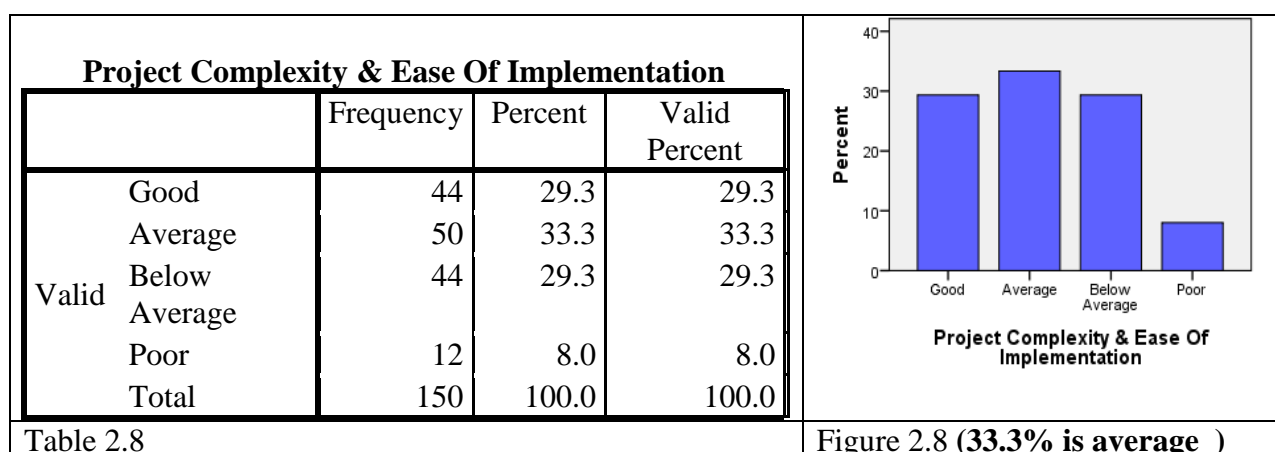 Project Complexity & Ease Of Implementation
Frequency Percent Valid
Percent
Good 44 29.3 29.3
Average 50 33.3 33.3
Valid Below 44 29.3 29.3
Average
Poor 12 8.0 8.0
Total 150 100.0 100.0
Table 2.8
40
30
20
10
0
Percent
Good Average Below Poor
Average
Project Complexity & Ease Of
Implementation
Figure 2.8 (33.3% is average )